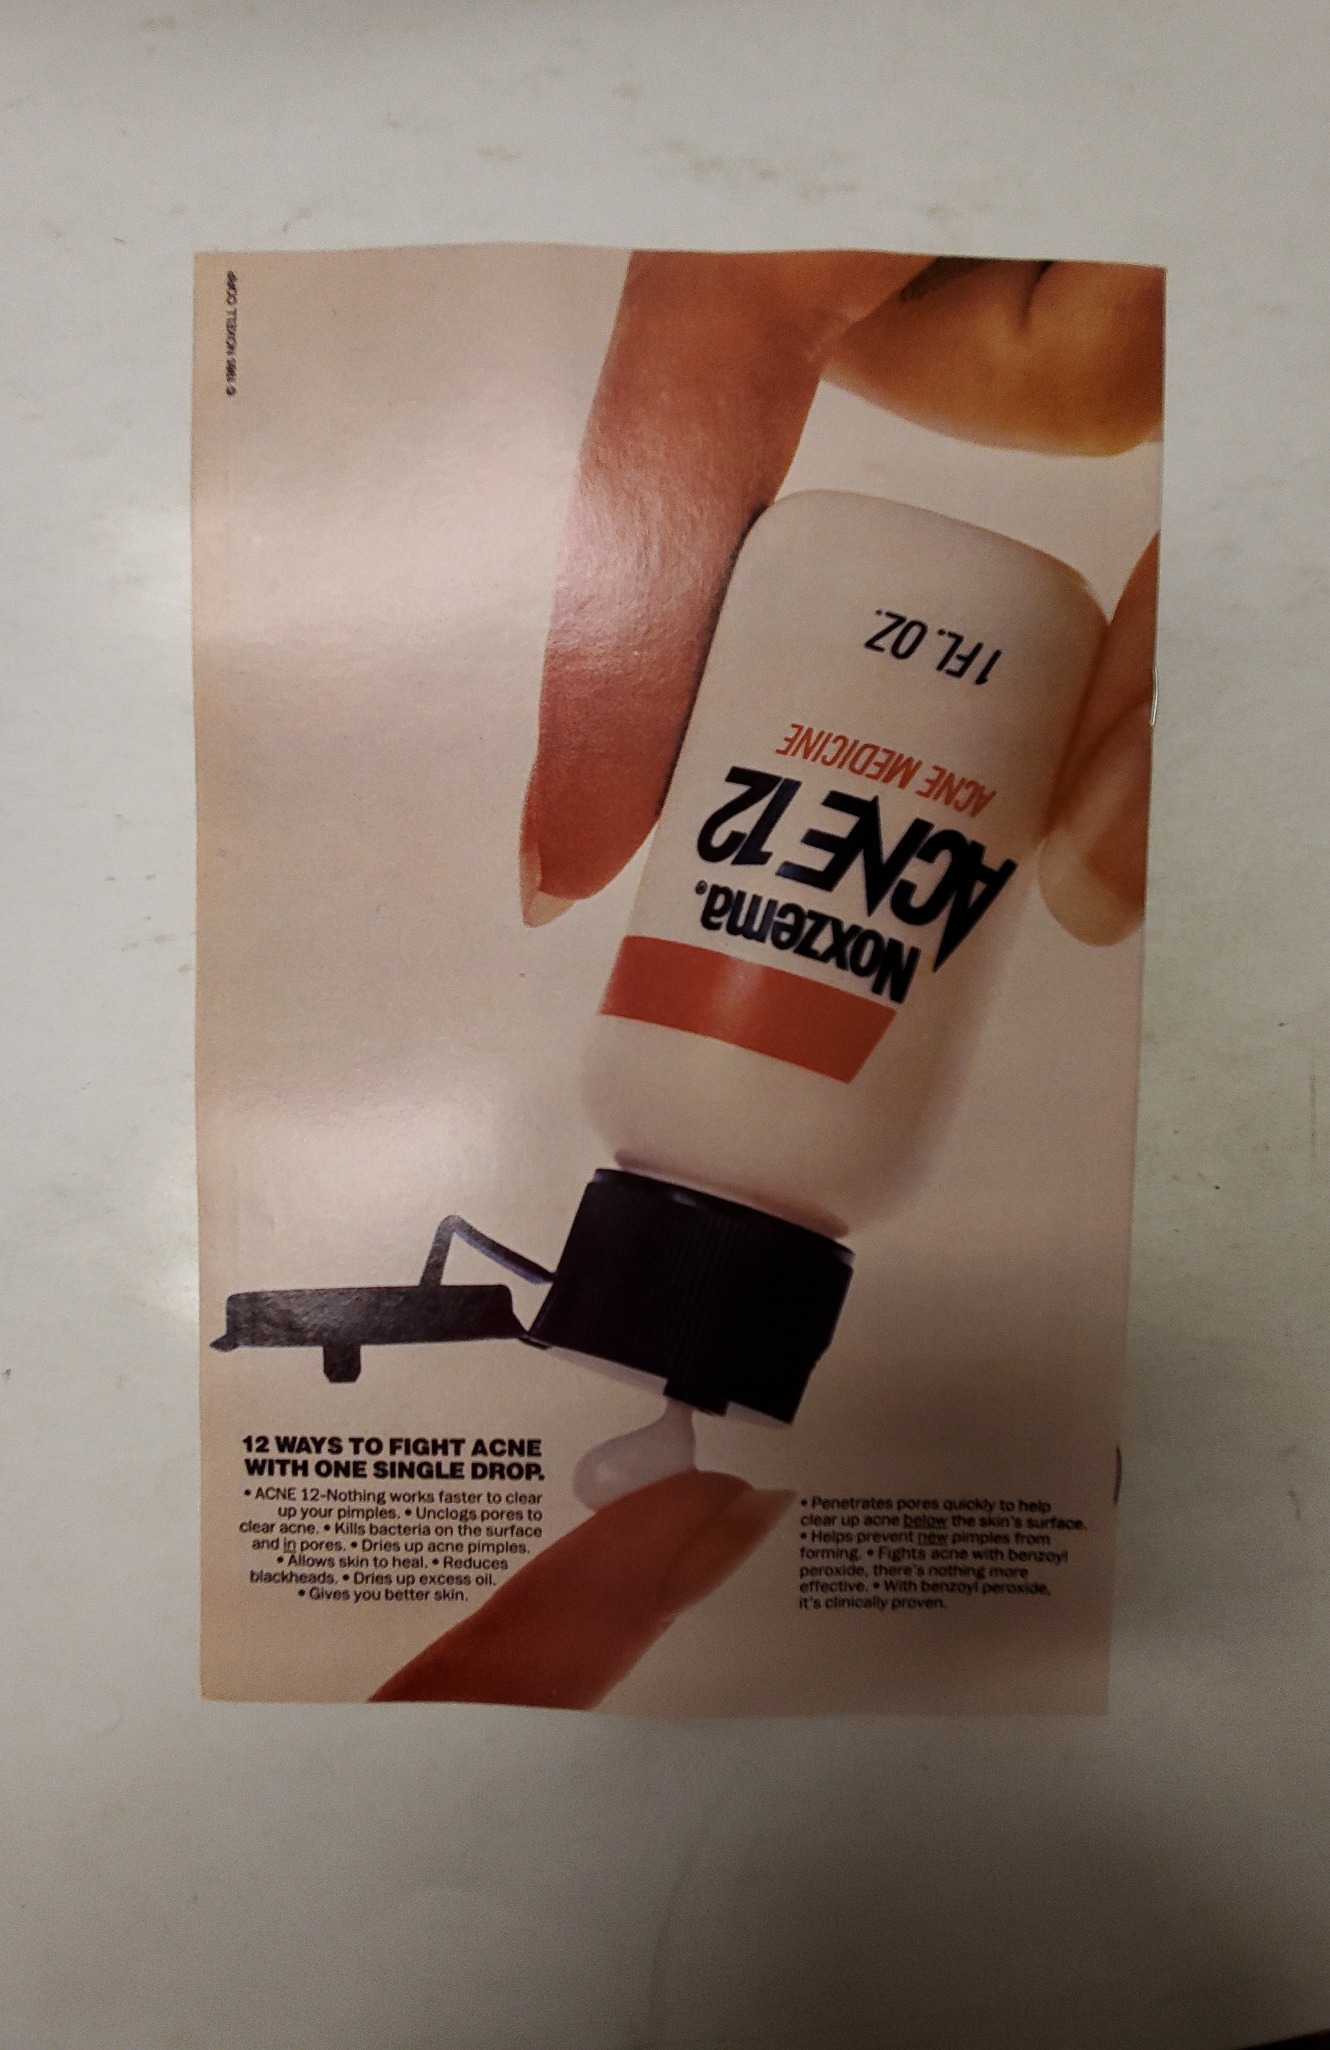 © 1981 NOXELL CORP.
1 FL. OZ.
ACNE MEDICINE
ACNE 12
Noxzema®
12 WAYS TO FIGHT ACNE
WITH ONE SINGLE DROP.
• ACNE 12-Nothing works faster to clear
up your pimples. • Unclogs pores to
clear acne. • Kills bacteria on the surface
and in pores. • Dries up acne pimples.
• Allows skin to heal. • Reduces
blackheads. • Dries up excess oil.
• Gives you better skin.
• Penetrates pores quickly to help
clear up acne below the skin's surface.
• Helps prevent new pimples from
forming. • Fights acne with benzoyl
peroxide, there's nothing more
effective. • With benzoyl peroxide,
it's clinically proven.